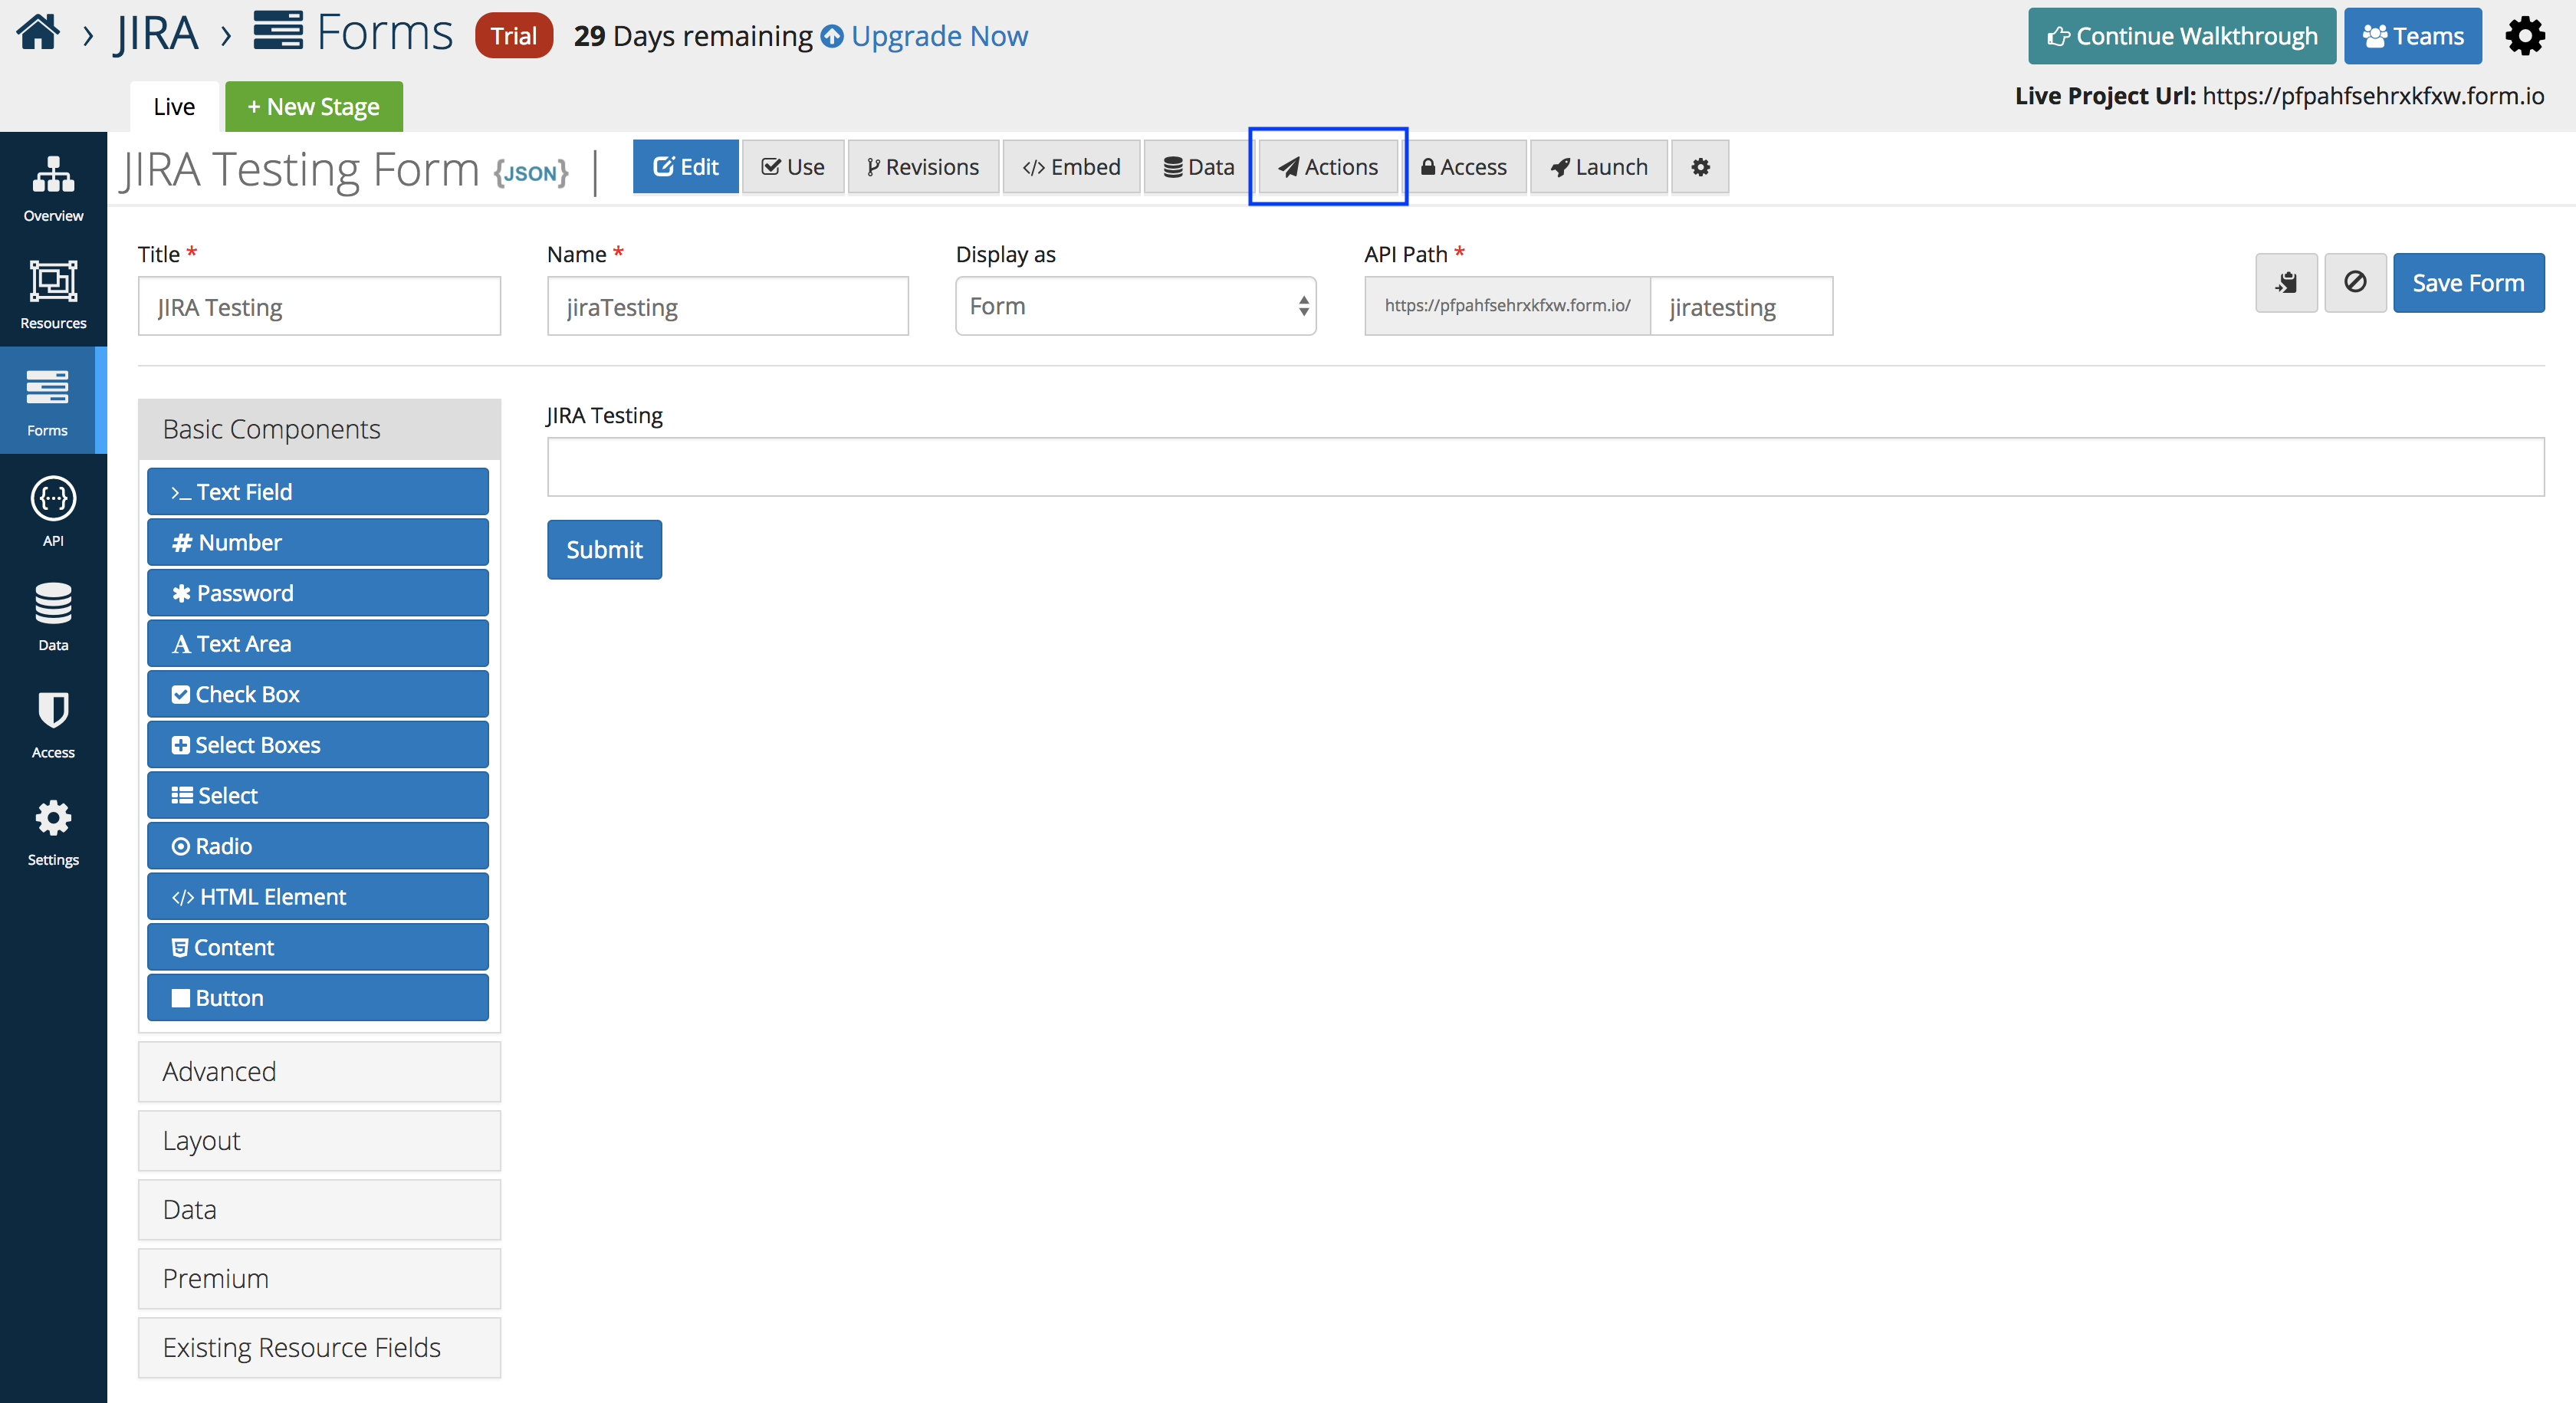 › JIRA › Forms Trial 29 Days remaining Upgrade Now Continue Walkthrough Teams
Live + New Stage Live Project Url: https://pfpahfsehrxkfxw.form.io
JIRA Testing Form {JSON} | Edit Use Revisions </> Embed Data Actions Access Launch
Overview
Resources
Forms
API
Data
Access
Settings
Title * Name * Display as API Path *
JIRA Testing jiraTesting Form https://pfpahfsehrxkfxw.form.io/ jiratesting Save Form
Basic Components
>_ Text Field
# Number
* Password
A Text Area
Check Box
Select Boxes
Select
Radio
</> HTML Element
Content
Button
Advanced
Layout
Data
Premium
Existing Resource Fields
JIRA Testing
Submit